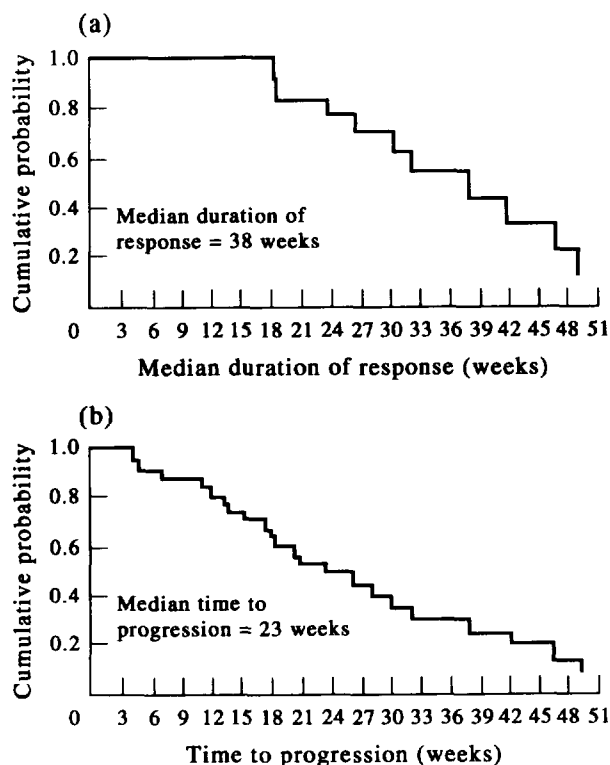 (a)
Cumulative probability
1.0
0.8
0.6
0.4
0.2
Median duration of
response = 38 weeks
0 3 6 9 12 15 18 21 27 30 33 36 39 42 45 48 51
Median duration of response (weeks)
(b)
Cumulative probability
1.0
0.8
0.6
0.4
0.2
Median time to
progression = 23 weeks
0 3 6 9 12 15 18 21 27 30 33 36 39 42 45 48 51
Time to progression (weeks)